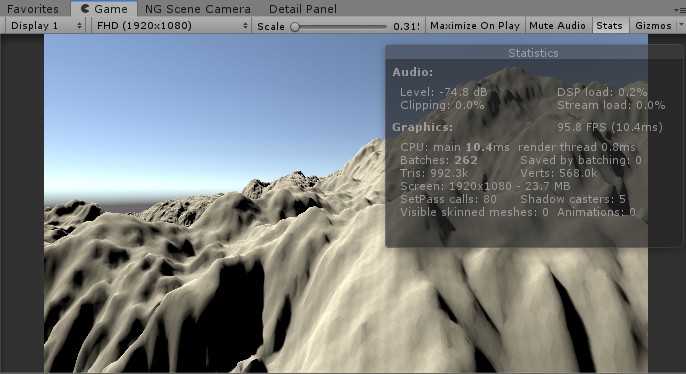 Favorites Game NG Scene Camera Detail Panel
Display 1 FHD (1920x1080) Scale 0.31: Maximize On Play Mute Audio Stats Gizmos
Statistics
Audio:
Level: -74.8 dB DSP load: 0.2%
Clipping: 0.0% Stream load: 0.0%
Graphics: 95.8 FPS (10.4ms)
CPU: main 10.4ms render thread 0.8ms
Batches: 262 Saved by batching: 0
Tris: 992.3k Verts: 568.0k
Screen: 1920x1080 - 23.7 MB
SetPass calls: 80 Shadow casters: 5
Visible skinned meshes: 0 Animations: 0